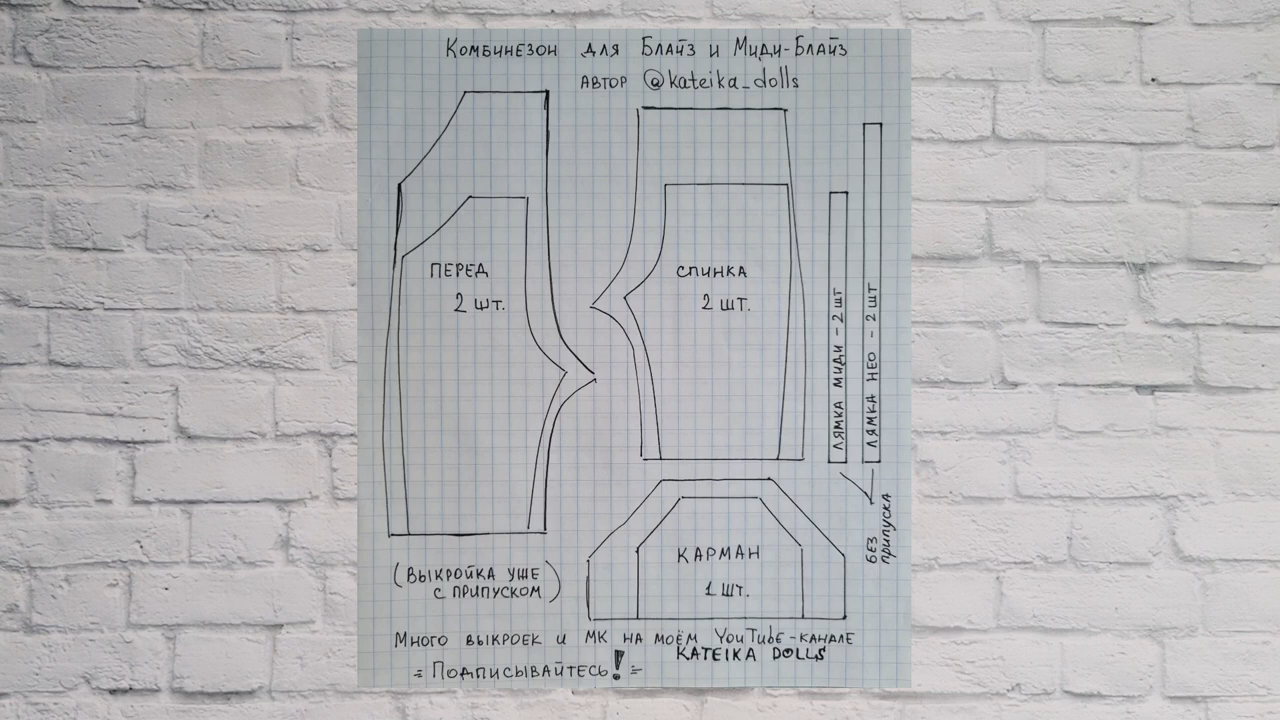 Комбинезон для Блайз и Миди-Блайз
автор @kateika_dolls
ПЕРЕД
2 шт.
СПИНКА
2 шт.
ЛЯМКА МИДИ - 2 ШТ
ЛЯМКА НЕО - 2 ШТ
БЕЗ
припуска
КАРМАН
1 шт.
(Выкройка уже
с припуском)
Много выкроек и МК на моём YouTube-канале
KATEIKA DOLLS
= Подписывайтесь! =